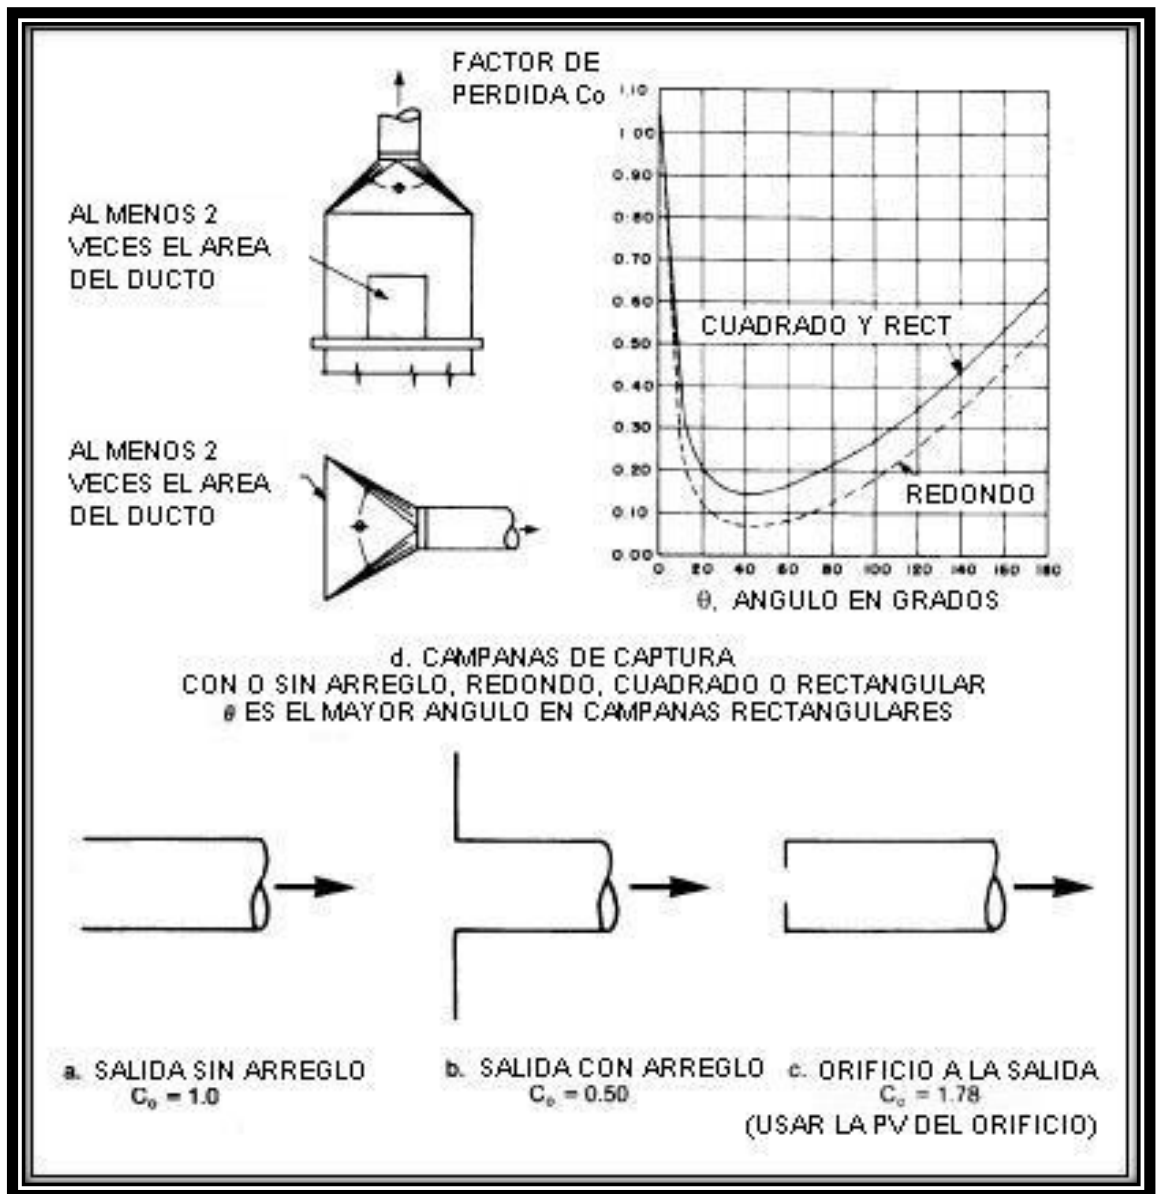 FACTOR DE
PERDIDA Co
AL MENOS 2
VECES EL AREA
DEL DUCTO
1.10
1.00
0.90
0.80
0.70
0.60
0.50
0.40
0.30
0.20
0.10
0.00
CUADRADO Y RECT
REDONDO
0 20 40 60 80 100 120 140 160 180
θ, ANGULO EN GRADOS
AL MENOS 2
VECES EL AREA
DEL DUCTO
d. CAMPANAS DE CAPTURA
CON O SIN ARREGLO, REDONDO, CUADRADO O RECTANGULAR
θ ES EL MAYOR ANGULO EN CAMPANAS RECTANGULARES
a. SALIDA SIN ARREGLO
Co = 1.0
b. SALIDA CON ARREGLO
Co = 0.50
c. ORIFICIO A LA SALIDA
Co = 1.78
(USAR LA PV DEL ORIFICIO)